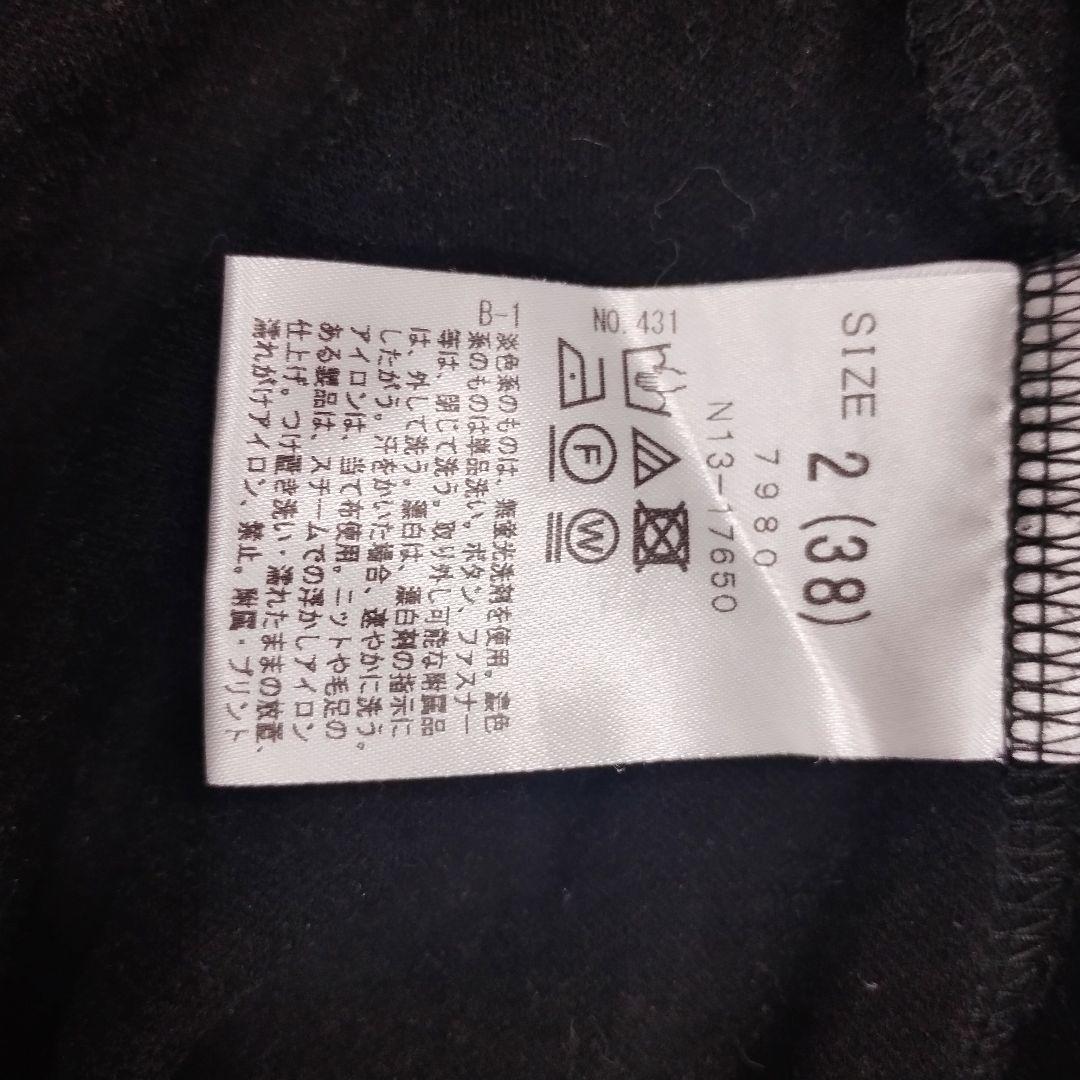 SIZE 2 (38)
7980
N13-17650
NO.431
F
W
B-1
淡色系のものは、無蛍光洗剤を使用。濃色
系のものは単品洗い。ボタン、ファスナー
等は、閉じて洗う。取り外し可能な附属品
は、外して洗う。漂白は、漂白剤の指示に
したがう。汗をかいた場合、速やかに洗う。
アイロンは、当て布使用。ニットや毛足の
ある製品は、スチームでの浮かしアイロン
仕上げ。つけ置き洗い・濡れたままの放置、
濡れがけアイロン、禁止。附属・プリント